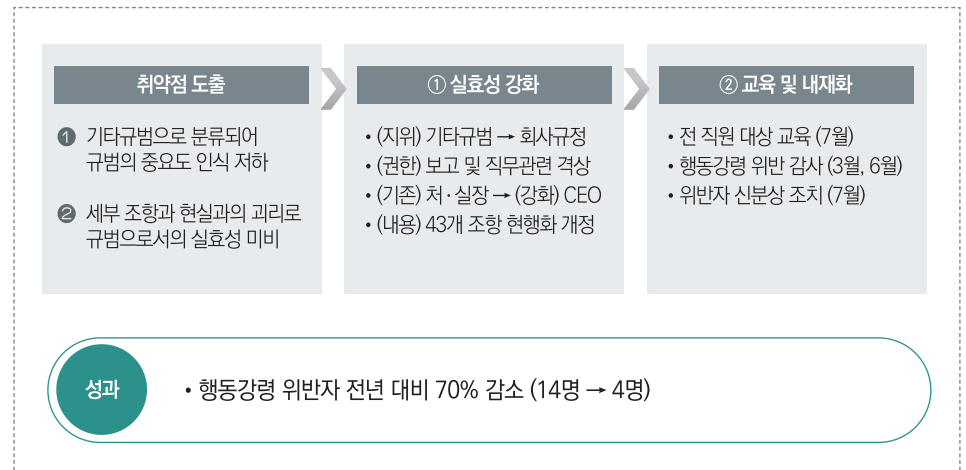 취약점 도출
❶ 기타규범으로 분류되어
규범의 중요도 인식 저하
❷ 세부 조항과 현실과의 괴리로
규범으로서의 실효성 미비
① 실효성 강화
• (지위) 기타규범 → 회사규정
• (권한) 보고 및 직무관련 격상
• (기존) 처·실장 → (강화) CEO
• (내용) 43개 조항 현행화 개정
② 교육 및 내재화
• 전 직원 대상 교육 (7월)
• 행동강령 위반 감사 (3월, 6월)
• 위반자 신분상 조치 (7월)
성과
• 행동강령 위반자 전년 대비 70% 감소 (14명 → 4명)